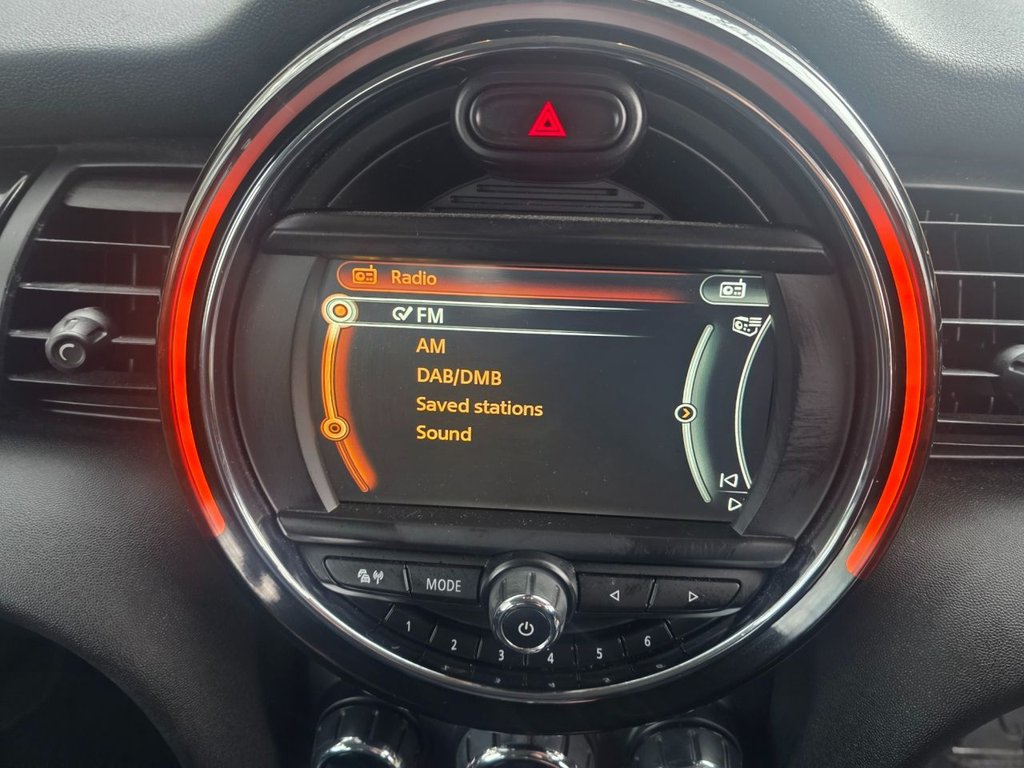 Radio
FM
AM
DAB/DMB
Saved stations
Sound
MODE
1 2 3 4 5 6